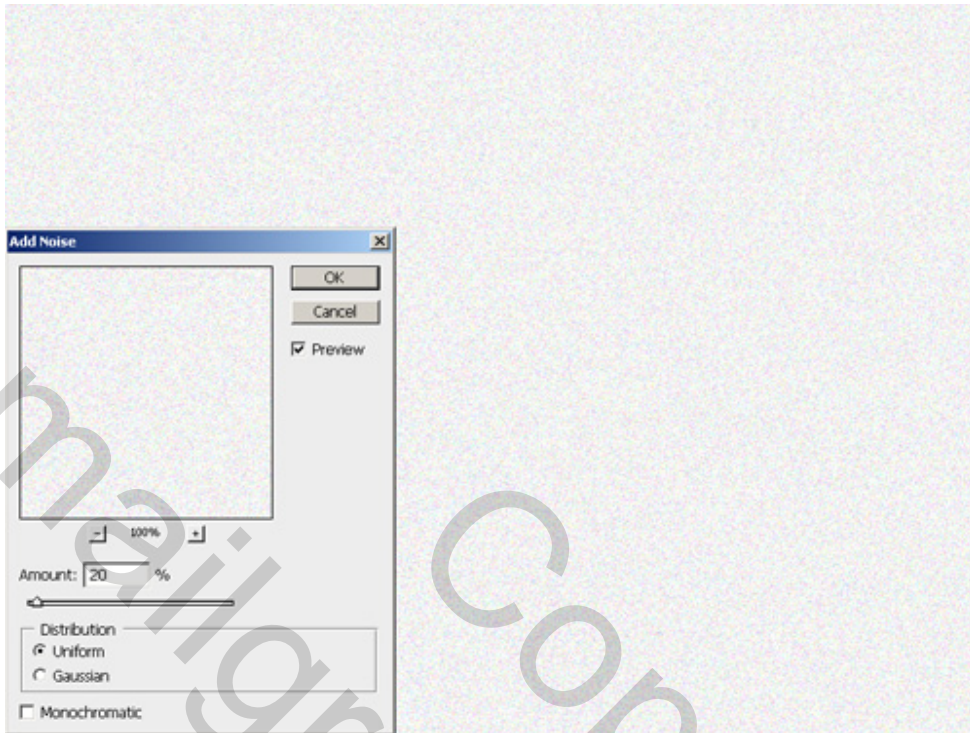 Add Noise
OK
Cancel
Preview
100%
Amount: 20 %
Distribution
Uniform
Gaussian
Monochromatic